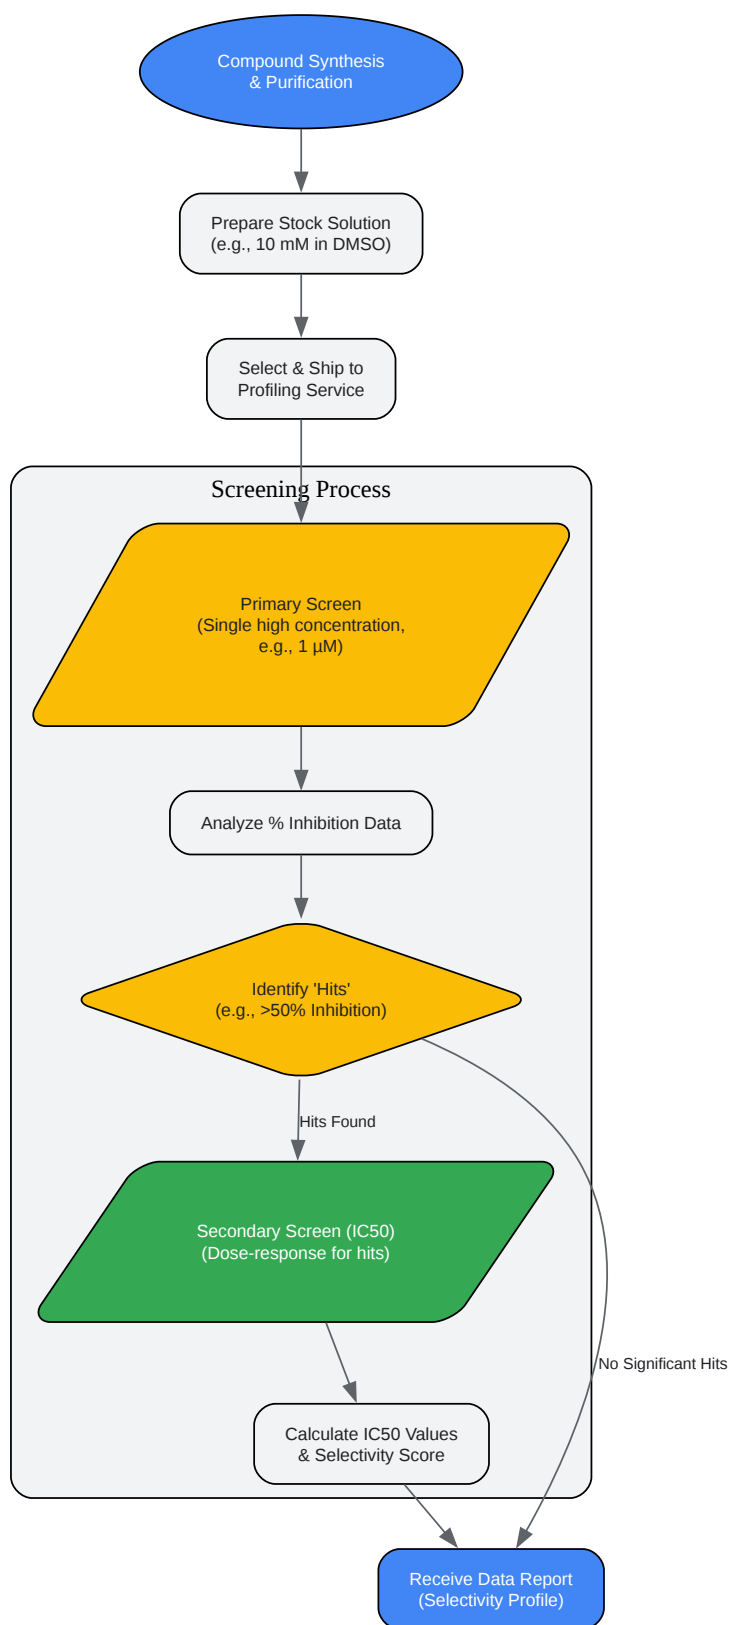 Compound Synthesis
& Purification
Prepare Stock Solution
(e.g., 10 mM in DMSO)
Select & Ship to
Profiling Service
Screening Process
Primary Screen
(Single high concentration,
e.g., 1 µM)
Analyze % Inhibition Data
Identify 'Hits'
(e.g., >50% Inhibition)
Hits Found
Secondary Screen (IC50)
(Dose-response for hits)
No Significant Hits
Calculate IC50 Values
& Selectivity Score
Receive Data Report
(Selectivity Profile)